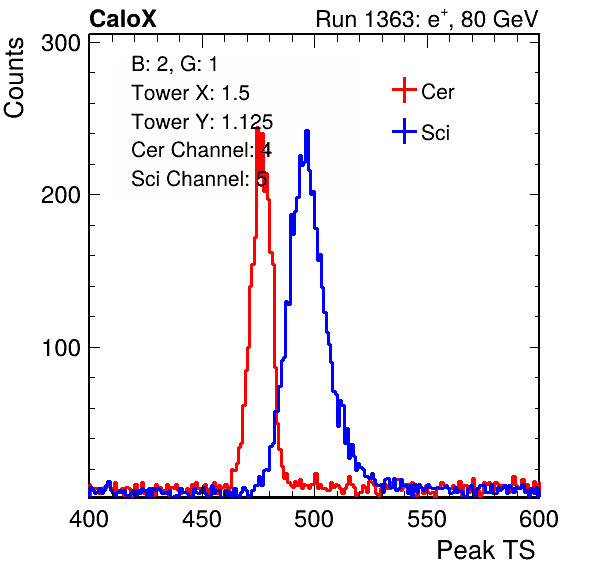 CaloX
Run 1363: e+, 80 GeV
Counts
300
200
100
B: 2, G: 1
Tower X: 1.5
Tower Y: 1.125
Cer Channel: 4
Sci Channel: 5
Cer
Sci
400 450 500 550 600
Peak TS